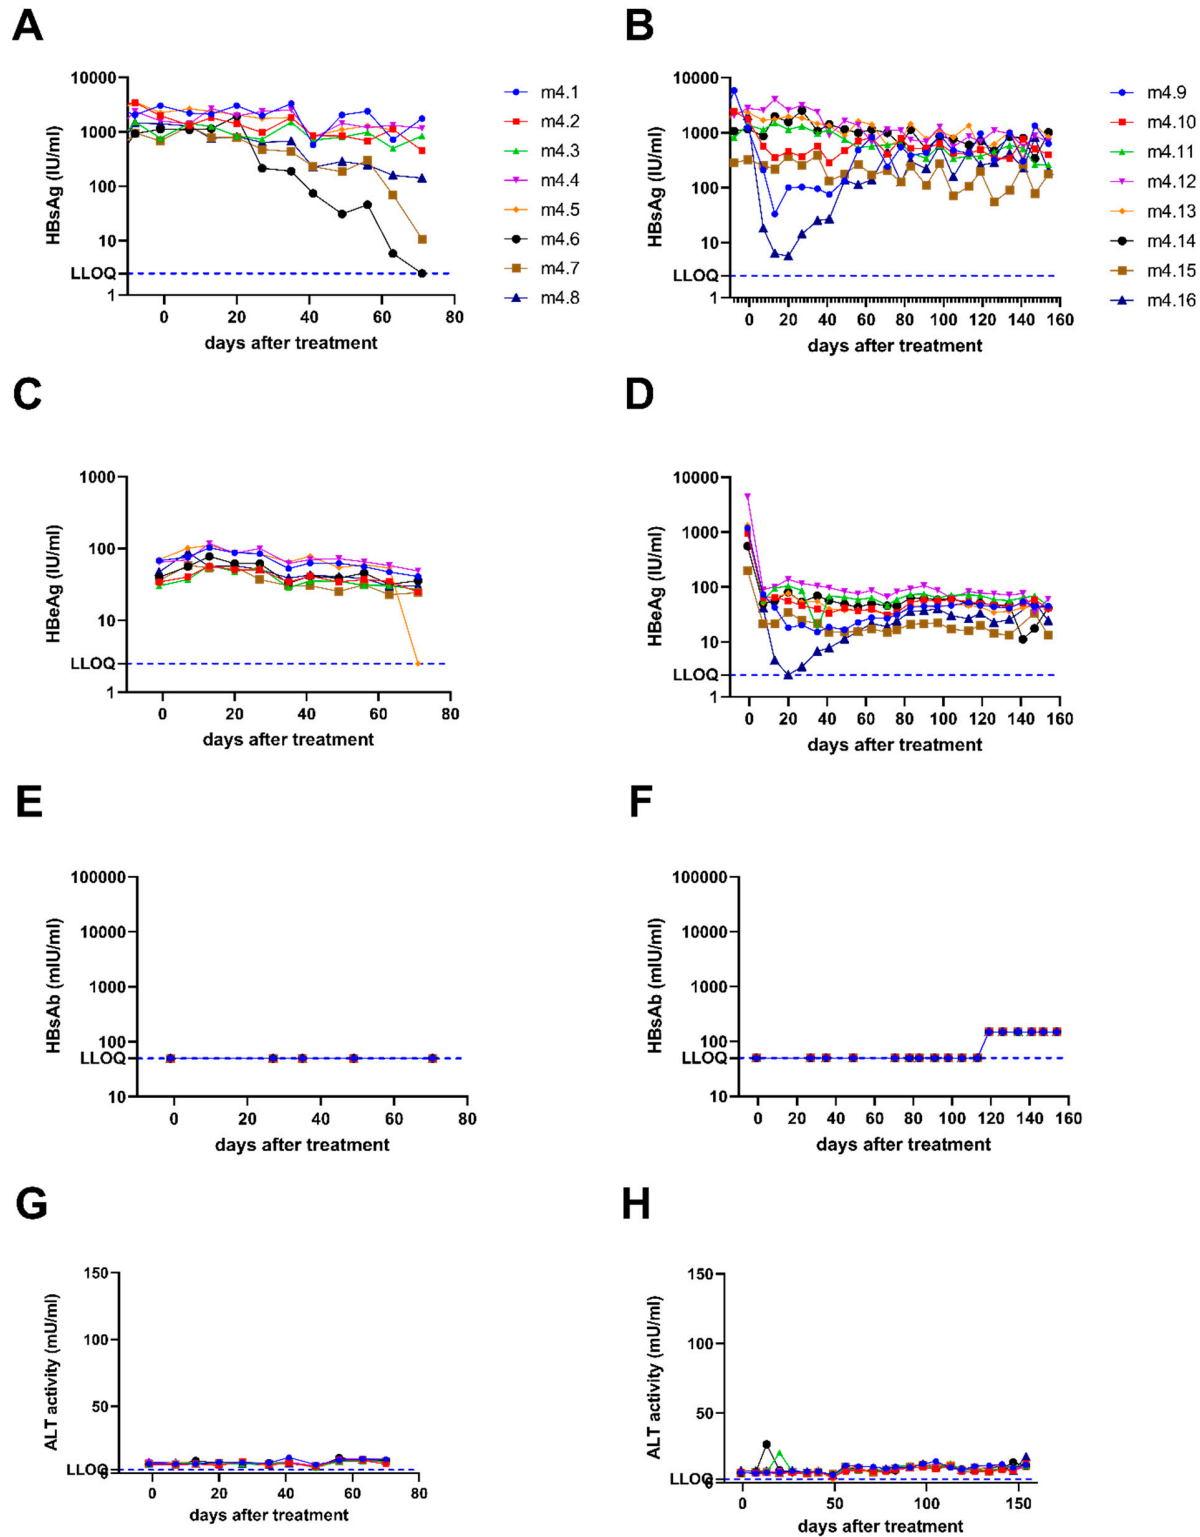 A
HBsAg (IU/ml)
10000
1000
100
10
LLOQ
1
0
20
40
60
80
days after treatment
m4.1
m4.2
m4.3
m4.4
m4.5
m4.6
m4.7
m4.8
B
HBsAg (IU/ml)
10000
1000
100
10
LLOQ
1
0
20
40
60
80
100
120
140
160
days after treatment
m4.9
m4.10
m4.11
m4.12
m4.13
m4.14
m4.15
m4.16
C
HBeAg (IU/ml)
1000
100
10
LLOQ
1
0
20
40
60
80
days after treatment
D
HBeAg (IU/ml)
10000
1000
100
10
LLOQ
1
0
20
40
60
80
100
120
140
160
days after treatment
E
HBsAb (mIU/ml)
100000
10000
1000
100
LLOQ
10
0
20
40
60
80
days after treatment
F
HBsAb (mIU/ml)
100000
10000
1000
100
LLOQ
10
0
20
40
60
80
100
120
140
160
days after treatment
G
ALT activity (mU/ml)
150
100
50
LLOQ
0
0
20
40
60
80
days after treatment
H
ALT activity (mU/ml)
150
100
50
LLOQ
0
0
50
100
150
days after treatment